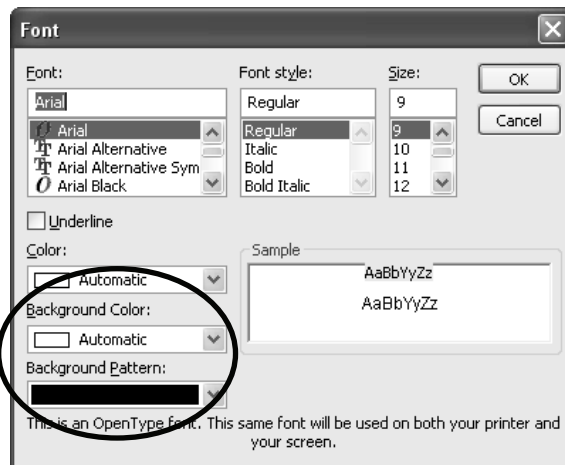 Font
Font: Font style: Size:
Arial Regular 9
Arial Regular 9
Arial Alternative Italic 10
Arial Alternative Sym Bold 11
Arial Black Bold Italic 12
OK
Cancel
Underline
Color:
Automatic
Background Color:
Automatic
Background Pattern:
Sample
AaBbYyZz
AaBbYyZz
This is an OpenType font. This same font will be used on both your printer and
your screen.